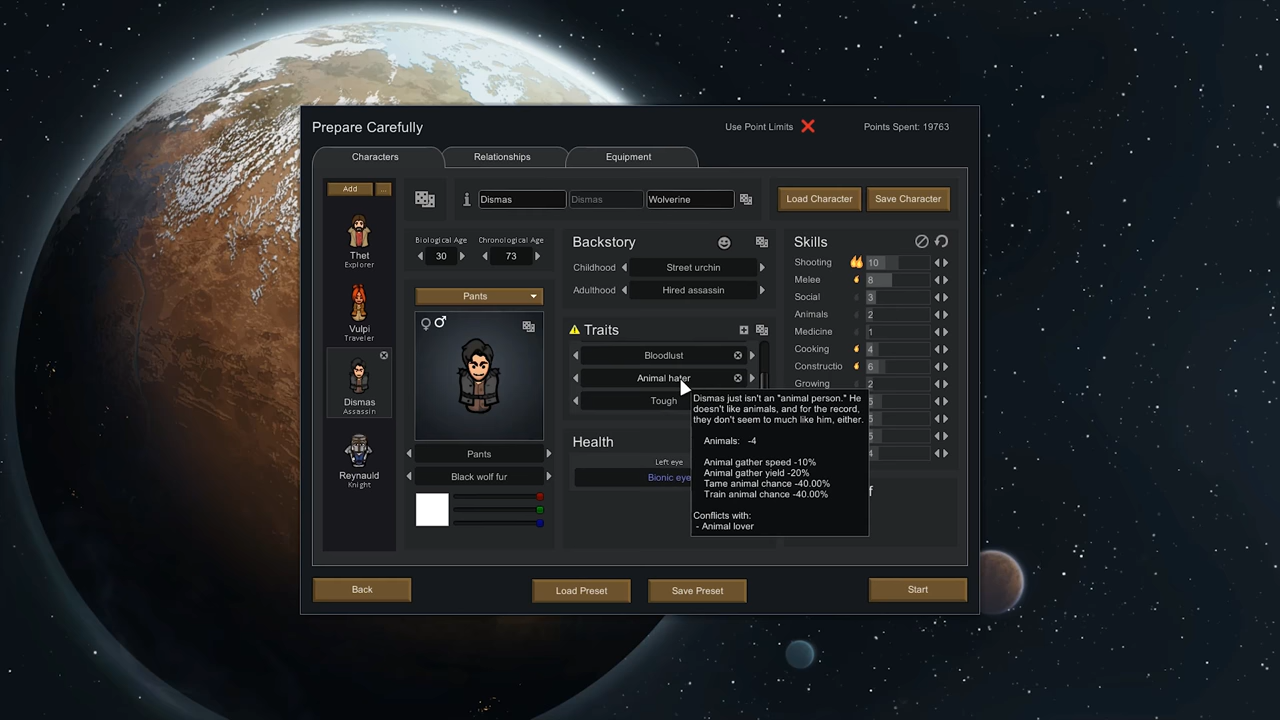 Prepare Carefully
Use Point Limits
Points Spent: 19763
Characters
Relationships
Equipment
Add
...
Thet
Explorer
Vulpi
Traveler
Dismas
Assassin
Reynauld
Knight
Dismas
Dismas
Wolverine
Load Character
Save Character
Biological Age
30
Chronological Age
73
Pants
Pants
Black wolf fur
Backstory
Childhood
Street urchin
Adulthood
Hired assassin
Traits
Bloodlust
Animal hater
Tough
Health
Left eye
Bionic eye
Skills
Shooting 10
Melee 8
Social 3
Animals 2
Medicine 1
Cooking 4
Constructio 6
Growing 2
Dismas just isn't an "animal person." He
doesn't like animals, and for the record,
they don't seem to much like him, either.
Animals: -4
Animal gather speed -10%
Animal gather yield -20%
Tame animal chance -40.00%
Train animal chance -40.00%
Conflicts with:
- Animal lover
Back
Load Preset
Save Preset
Start